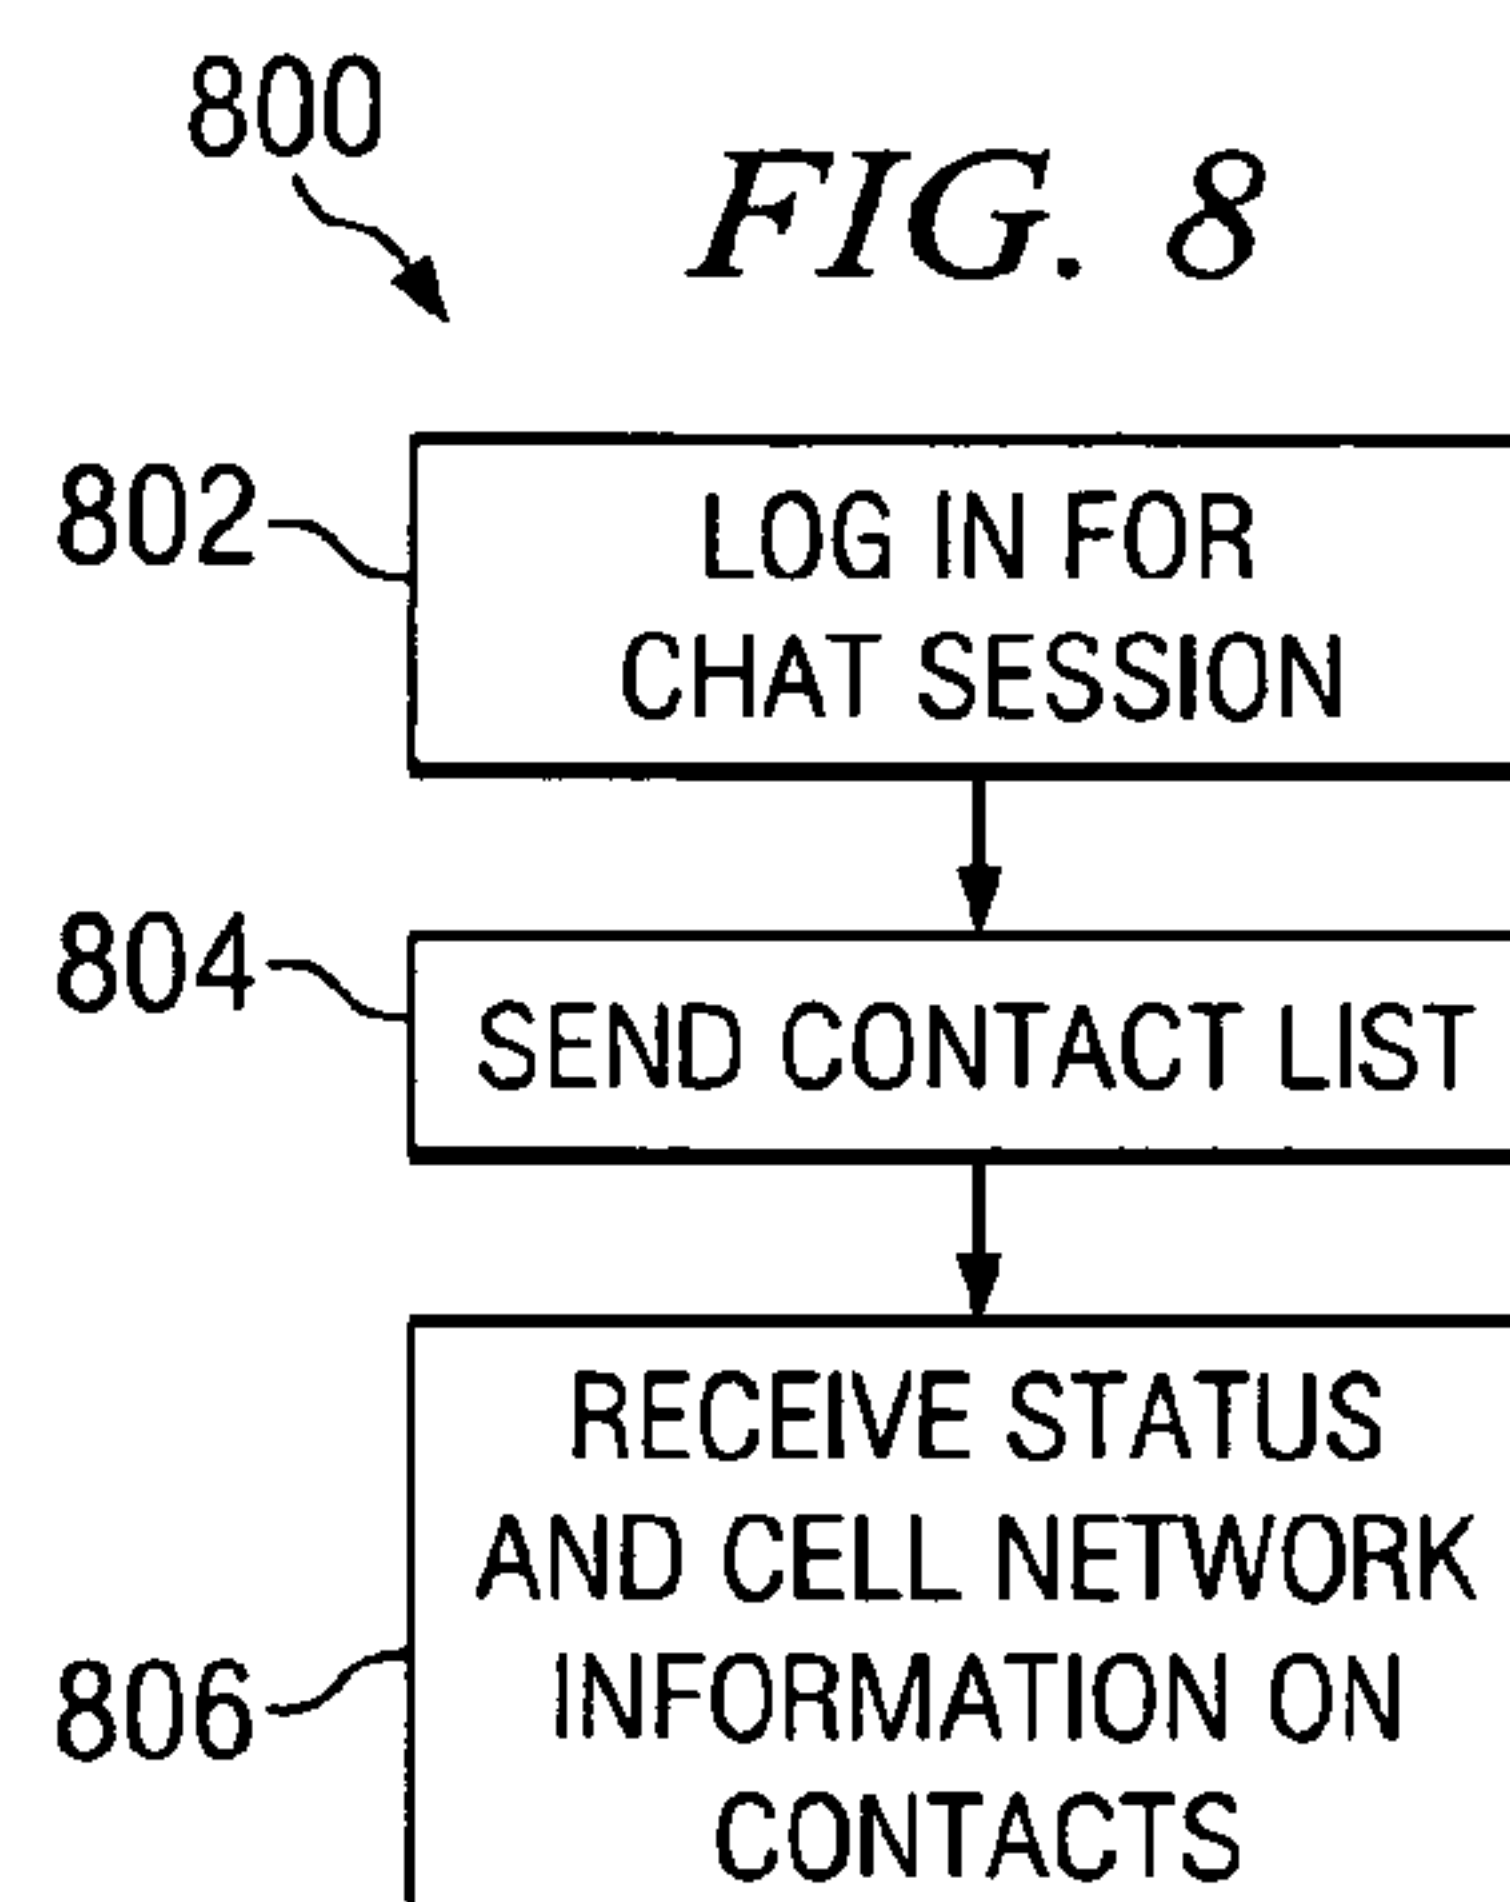 800
FIG. 8
802
LOG IN FOR
CHAT SESSION
804
SEND CONTACT LIST
RECEIVE STATUS
AND CELL NETWORK
806
INFORMATION ON
CONTACTS